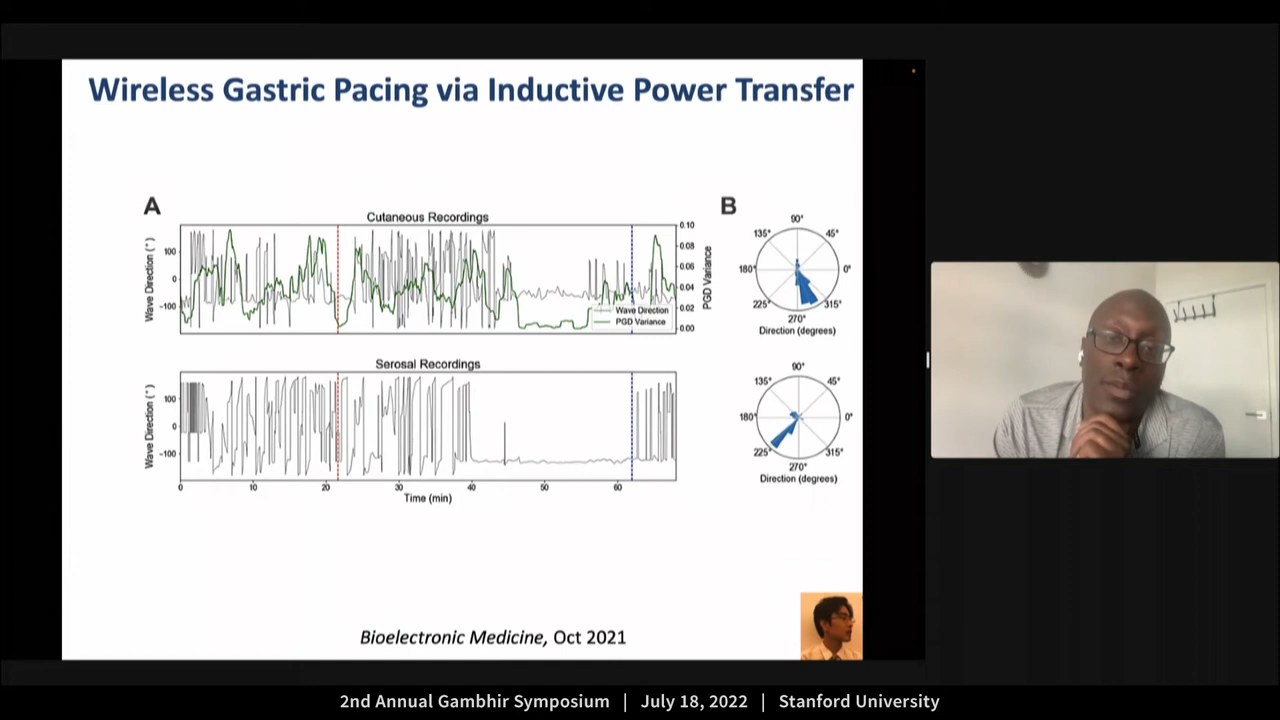 Wireless Gastric Pacing via Inductive Power Transfer
A
Cutaneous Recordings
Wave Direction (°)
100
0
-100
0.10
0.08
0.06
0.04
0.02
0.00
PGD Variance
Wave Direction
PGD Variance
B
90°
135°
45°
180°
0°
225°
315°
270°
Direction (degrees)
Serosal Recordings
Wave Direction (°)
100
0
-100
0
10
20
30
40
50
60
Time (min)
90°
135°
45°
180°
0°
225°
315°
270°
Direction (degrees)
Bioelectronic Medicine, Oct 2021
2nd Annual Gambhir Symposium | July 18, 2022 | Stanford University